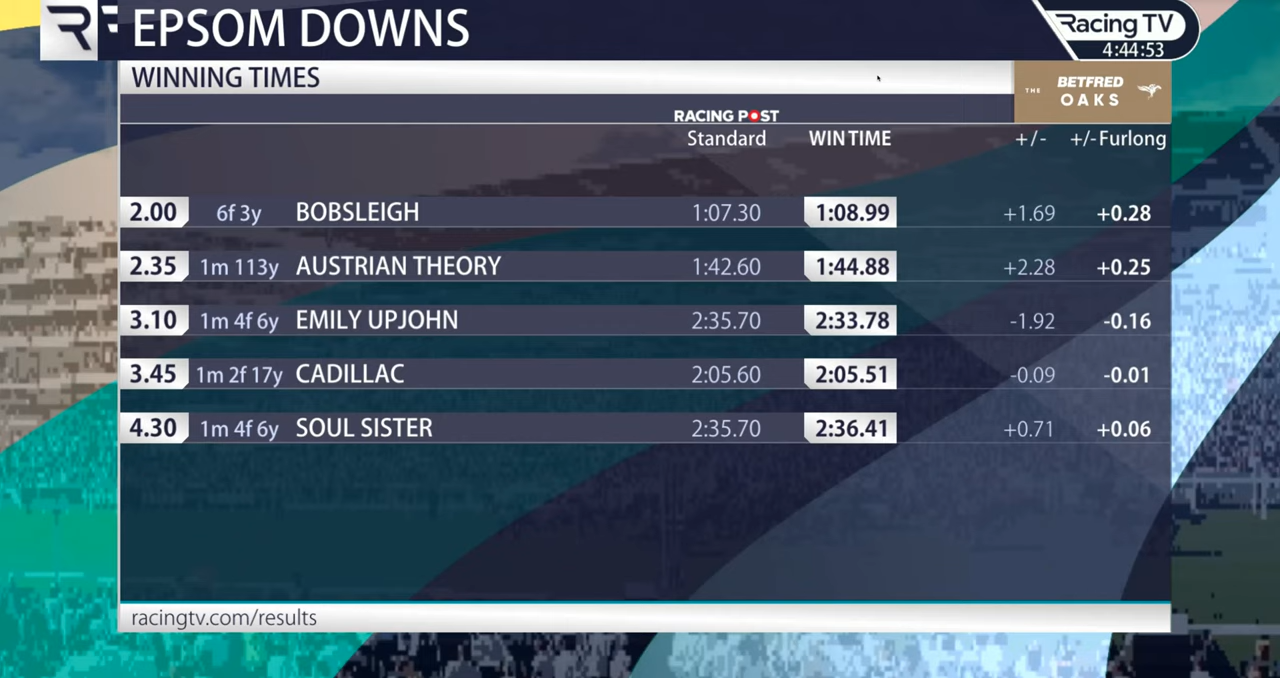 EPSOM DOWNS
Racing TV
4:44:53
WINNING TIMES
THE BETFRED OAKS
RACING POST
Standard WIN TIME +/- +/- Furlong
2.00 6f 3y BOBSLEIGH 1:07.30 1:08.99 +1.69 +0.28
2.35 1m 113y AUSTRIAN THEORY 1:42.60 1:44.88 +2.28 +0.25
3.10 1m 4f 6y EMILY UPJOHN 2:35.70 2:33.78 -1.92 -0.16
3.45 1m 2f 17y CADILLAC 2:05.60 2:05.51 -0.09 -0.01
4.30 1m 4f 6y SOUL SISTER 2:35.70 2:36.41 +0.71 +0.06
racingtv.com/results